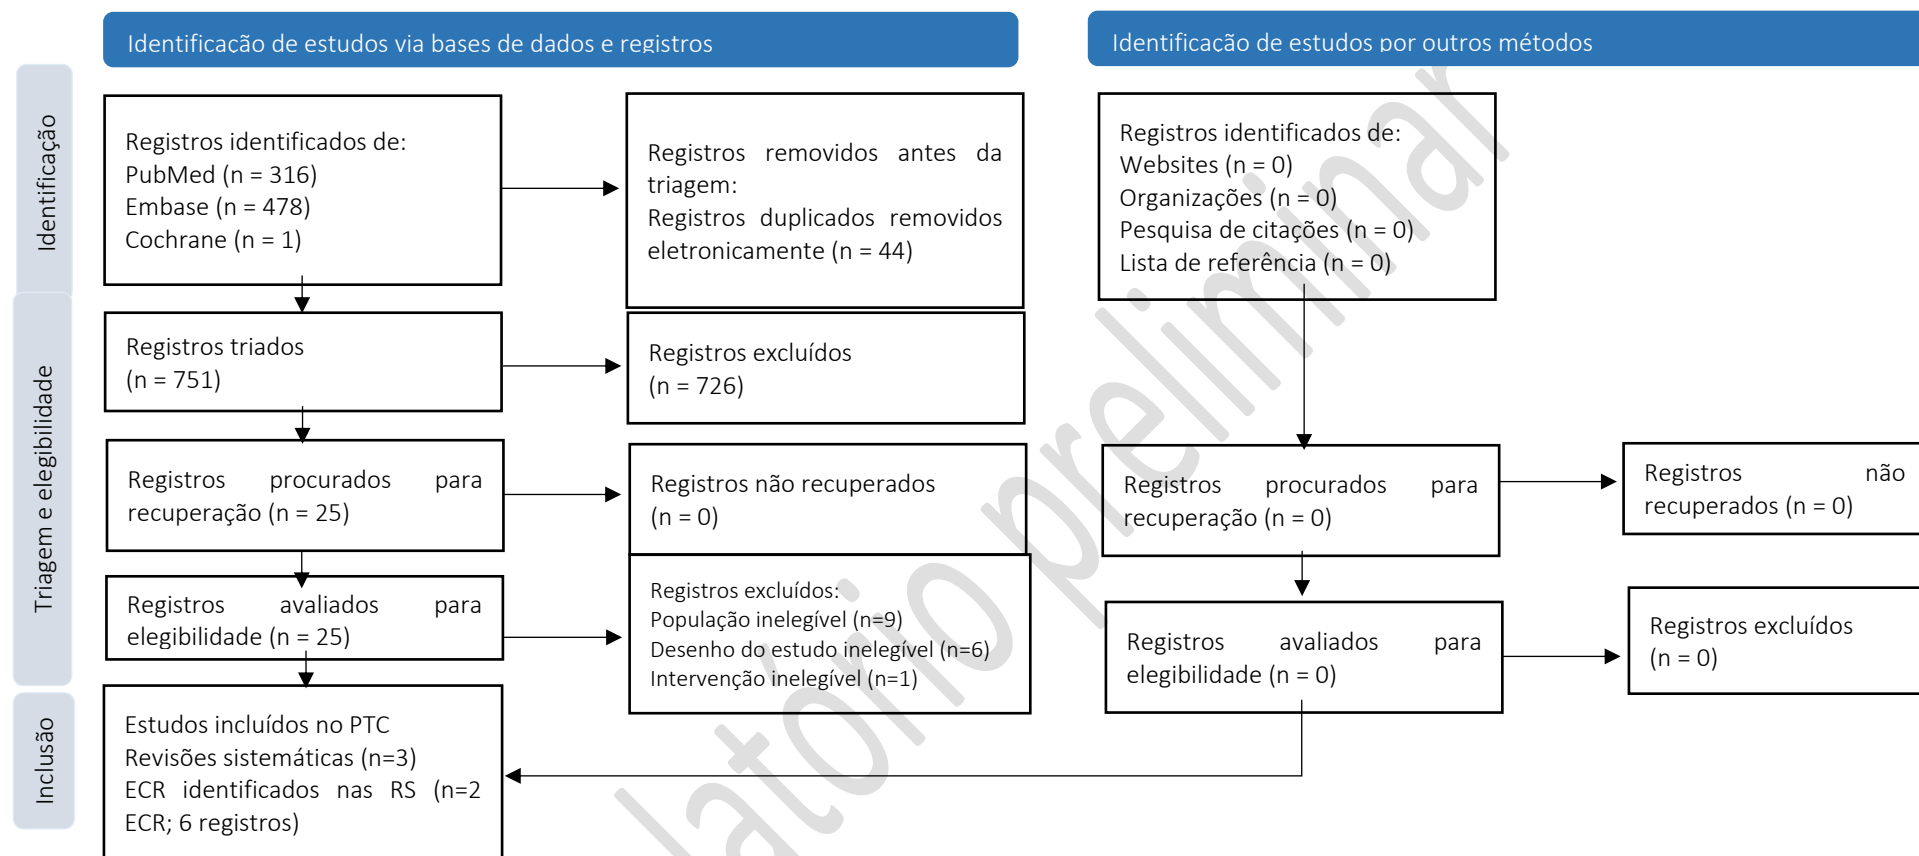 Identificação de estudos via bases de dados e registros
Identificação de estudos por outros métodos
Identificação
Registros identificados de:
PubMed (n = 316)
Embase (n = 478)
Cochrane (n = 1)
Registros removidos antes da
triagem:
Registros duplicados removidos
eletronicamente (n = 44)
Registros identificados de:
Websites (n = 0)
Organizações (n = 0)
Pesquisa de citações (n = 0)
Lista de referência (n = 0)
Triagem e elegibilidade
Registros triados
(n = 751)
Registros excluídos
(n = 726)
Registros procurados para
recuperação (n = 25)
Registros não recuperados
(n = 0)
Registros procurados para
recuperação (n = 0)
Registros não
recuperados (n = 0)
Registros avaliados para
elegibilidade (n = 25)
Registros excluídos:
População inelegível (n=9)
Desenho do estudo inelegível (n=6)
Intervenção inelegível (n=1)
Registros avaliados para
elegibilidade (n = 0)
Registros excluídos
(n = 0)
Inclusão
Estudos incluídos no PTC
Revisões sistemáticas (n=3)
ECR identificados nas RS (n=2
ECR; 6 registros)
latório preliminar